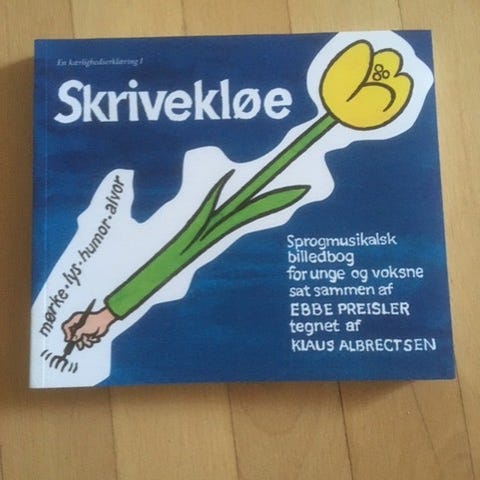 En kærlighedserklæring I
Skrivekløe
mørke · lys · humor · alvor
Sprogmusikalsk
billedbog
for unge og voksne
sat sammen af
EBBE PREISLER
tegnet af
KLAUS ALBRECTSEN